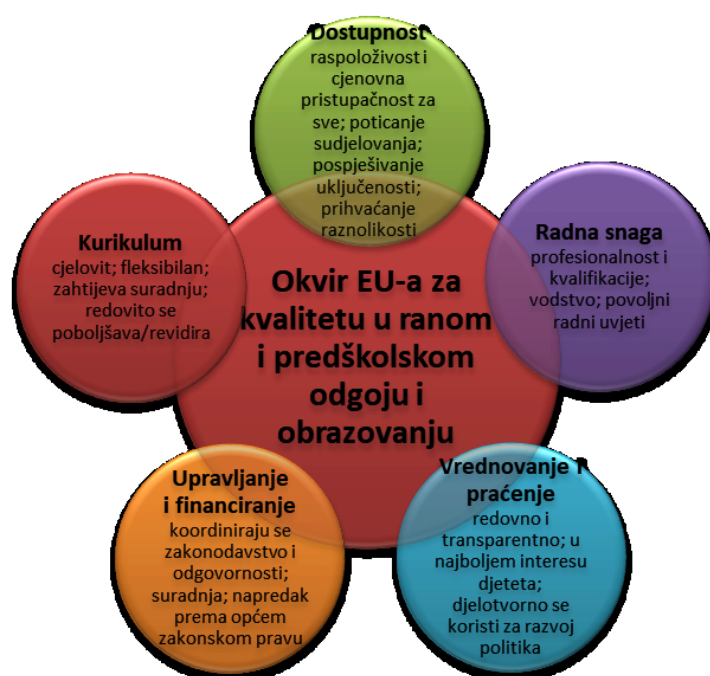 Dostupnost
raspoloživost i
cjenovna
pristupačnost za
sve; poticanje
sudjelovanja;
pospješivanje
uključenosti;
prihvaćanje
raznolikosti
Kurikulum
cjelovit; fleksibilan;
zahtijeva suradnju;
redovito se
poboljšava/revidira
Radna snaga
profesionalnost i
kvalifikacije;
vodstvo; povoljni
radni uvjeti
Okvir EU-a za
kvalitetu u ranom
i predškolskom
odgoju i
obrazovanju
Upravljanje
i financiranje
koordiniraju se
zakonodavstvo i
odgovornosti;
suradnja; napredak
prema općem
zakonskom pravu
Vrednovanje i
praćenje
redovno i
transparentno; u
najboljem interesu
djeteta;
djelotvorno se
koristi za razvoj
politika